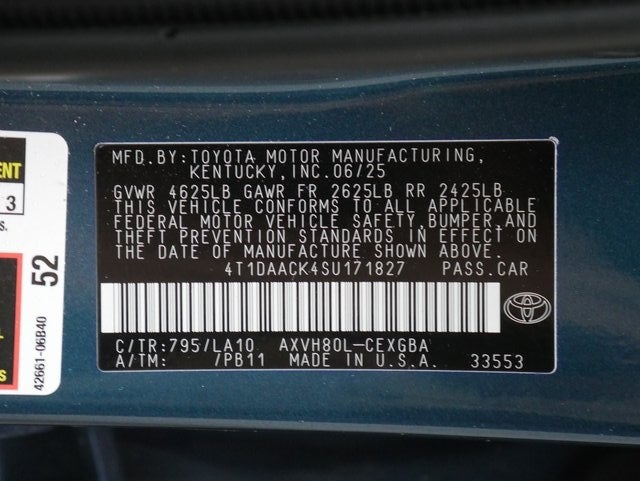 MFD.BY:TOYOTA MOTOR MANUFACTURING,
KENTUCKY, INC.06/25
GVWR 4625LB GAWR FR 2625LB RR 2425LB
THIS VEHICLE CONFORMS TO ALL APPLICABLE
FEDERAL MOTOR VEHICLE SAFETY, BUMPER, AND
THEFT PREVENTION STANDARDS IN EFFECT ON
THE DATE OF MANUFACTURE SHOWN ABOVE.
4T1DAACK4SU171827 PASS.CAR
C/TR:795/LA10 AXVH80L-CEXGBA
A/TM: /PB11 MADE IN U.S.A. 33553
3
52
42661-06B40